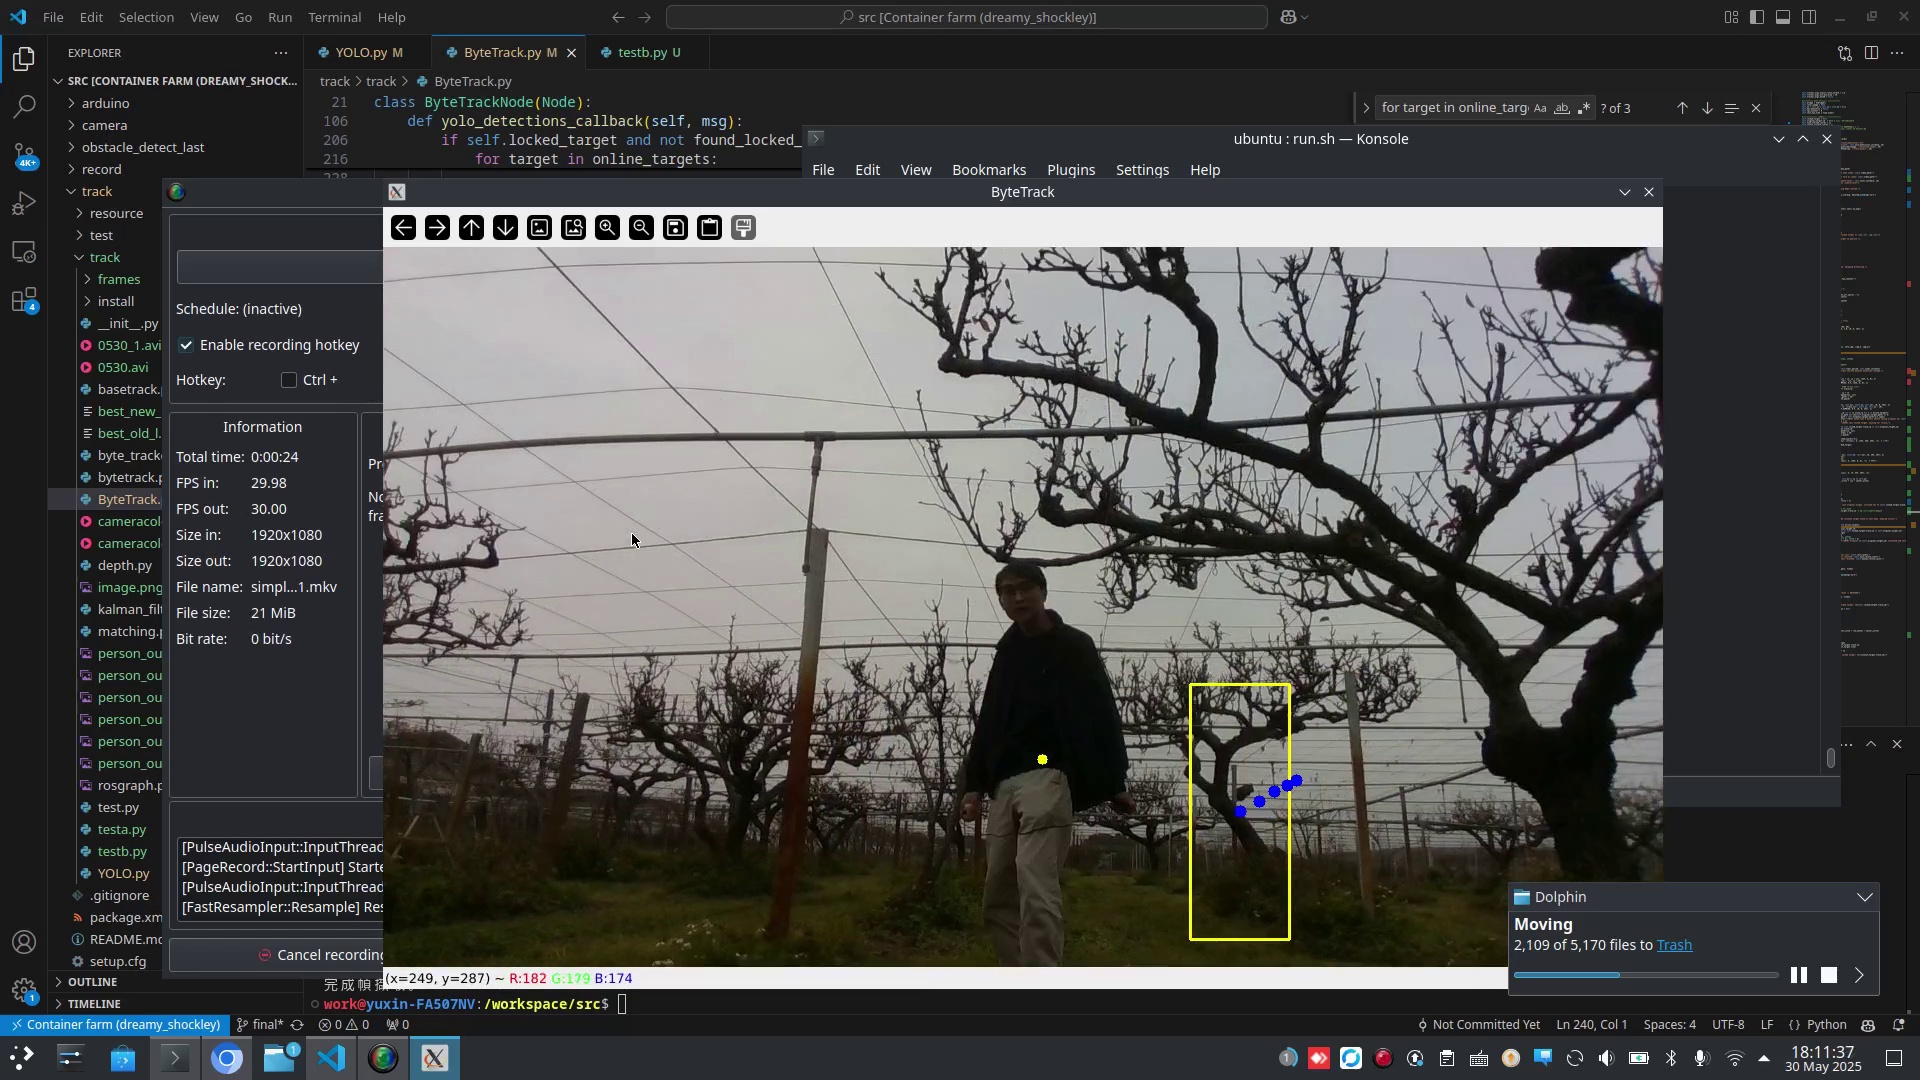 File Edit Selection View Go Run Terminal Help
src [Container farm (dreamy_shockley)]
EXPLORER
YOLO.py M
ByteTrack.py M
testb.py U
SRC [CONTAINER FARM (DREAMY_SHOCK...
track > track > ByteTrack.py
21 class ByteTrackNode(Node):
106 def yolo_detections_callback(self, msg):
206 if self.locked_target and not found_locked_
216 for target in online_targets:
for target in online_targ
Aa ab
? of 3
ubuntu : run.sh — Konsole
File Edit View Bookmarks Plugins Settings Help
ByteTrack
arduino
camera
obstacle_detect_last
record
track
resource
test
track
frames
install
__init__.py
0530_1.avi
0530.avi
basetrack.
best_new_
best_old_l.
byte_track
bytetrack.p
ByteTrack.
cameracol
cameracol
depth.py
image.png
kalman_filt
matching.p
person_ou
person_ou
person_ou
person_ou
person_ou
person_ou
rosgraph.p
test.py
testa.py
testb.py
YOLO.py
.gitignore
package.xm
README.md
setup.cfg
OUTLINE
TIMELINE
4K+
4
1
Schedule: (inactive)
Enable recording hotkey
Hotkey: Ctrl +
Information
Total time: 0:00:24
FPS in: 29.98
FPS out: 30.00
Size in: 1920x1080
Size out: 1920x1080
File name: simpl...1.mkv
File size: 21 MiB
Bit rate: 0 bit/s
Pr
No
fra
[PulseAudioInput::InputThread
[PageRecord::StartInput] Starte
[PulseAudioInput::InputThread
[FastResampler::Resample] Res
Cancel recording
(x=249, y=287) ~ R:182 G:179 B:174
work@yuxin-FA507NV:/workspace/src$
Dolphin
Moving
2,109 of 5,170 files to Trash
Container farm (dreamy_shockley)
final*
0 0
0
Not Committed Yet
Ln 240, Col 1
Spaces: 4
UTF-8
LF
{} Python
1
1
18:11:37
30 May 2025